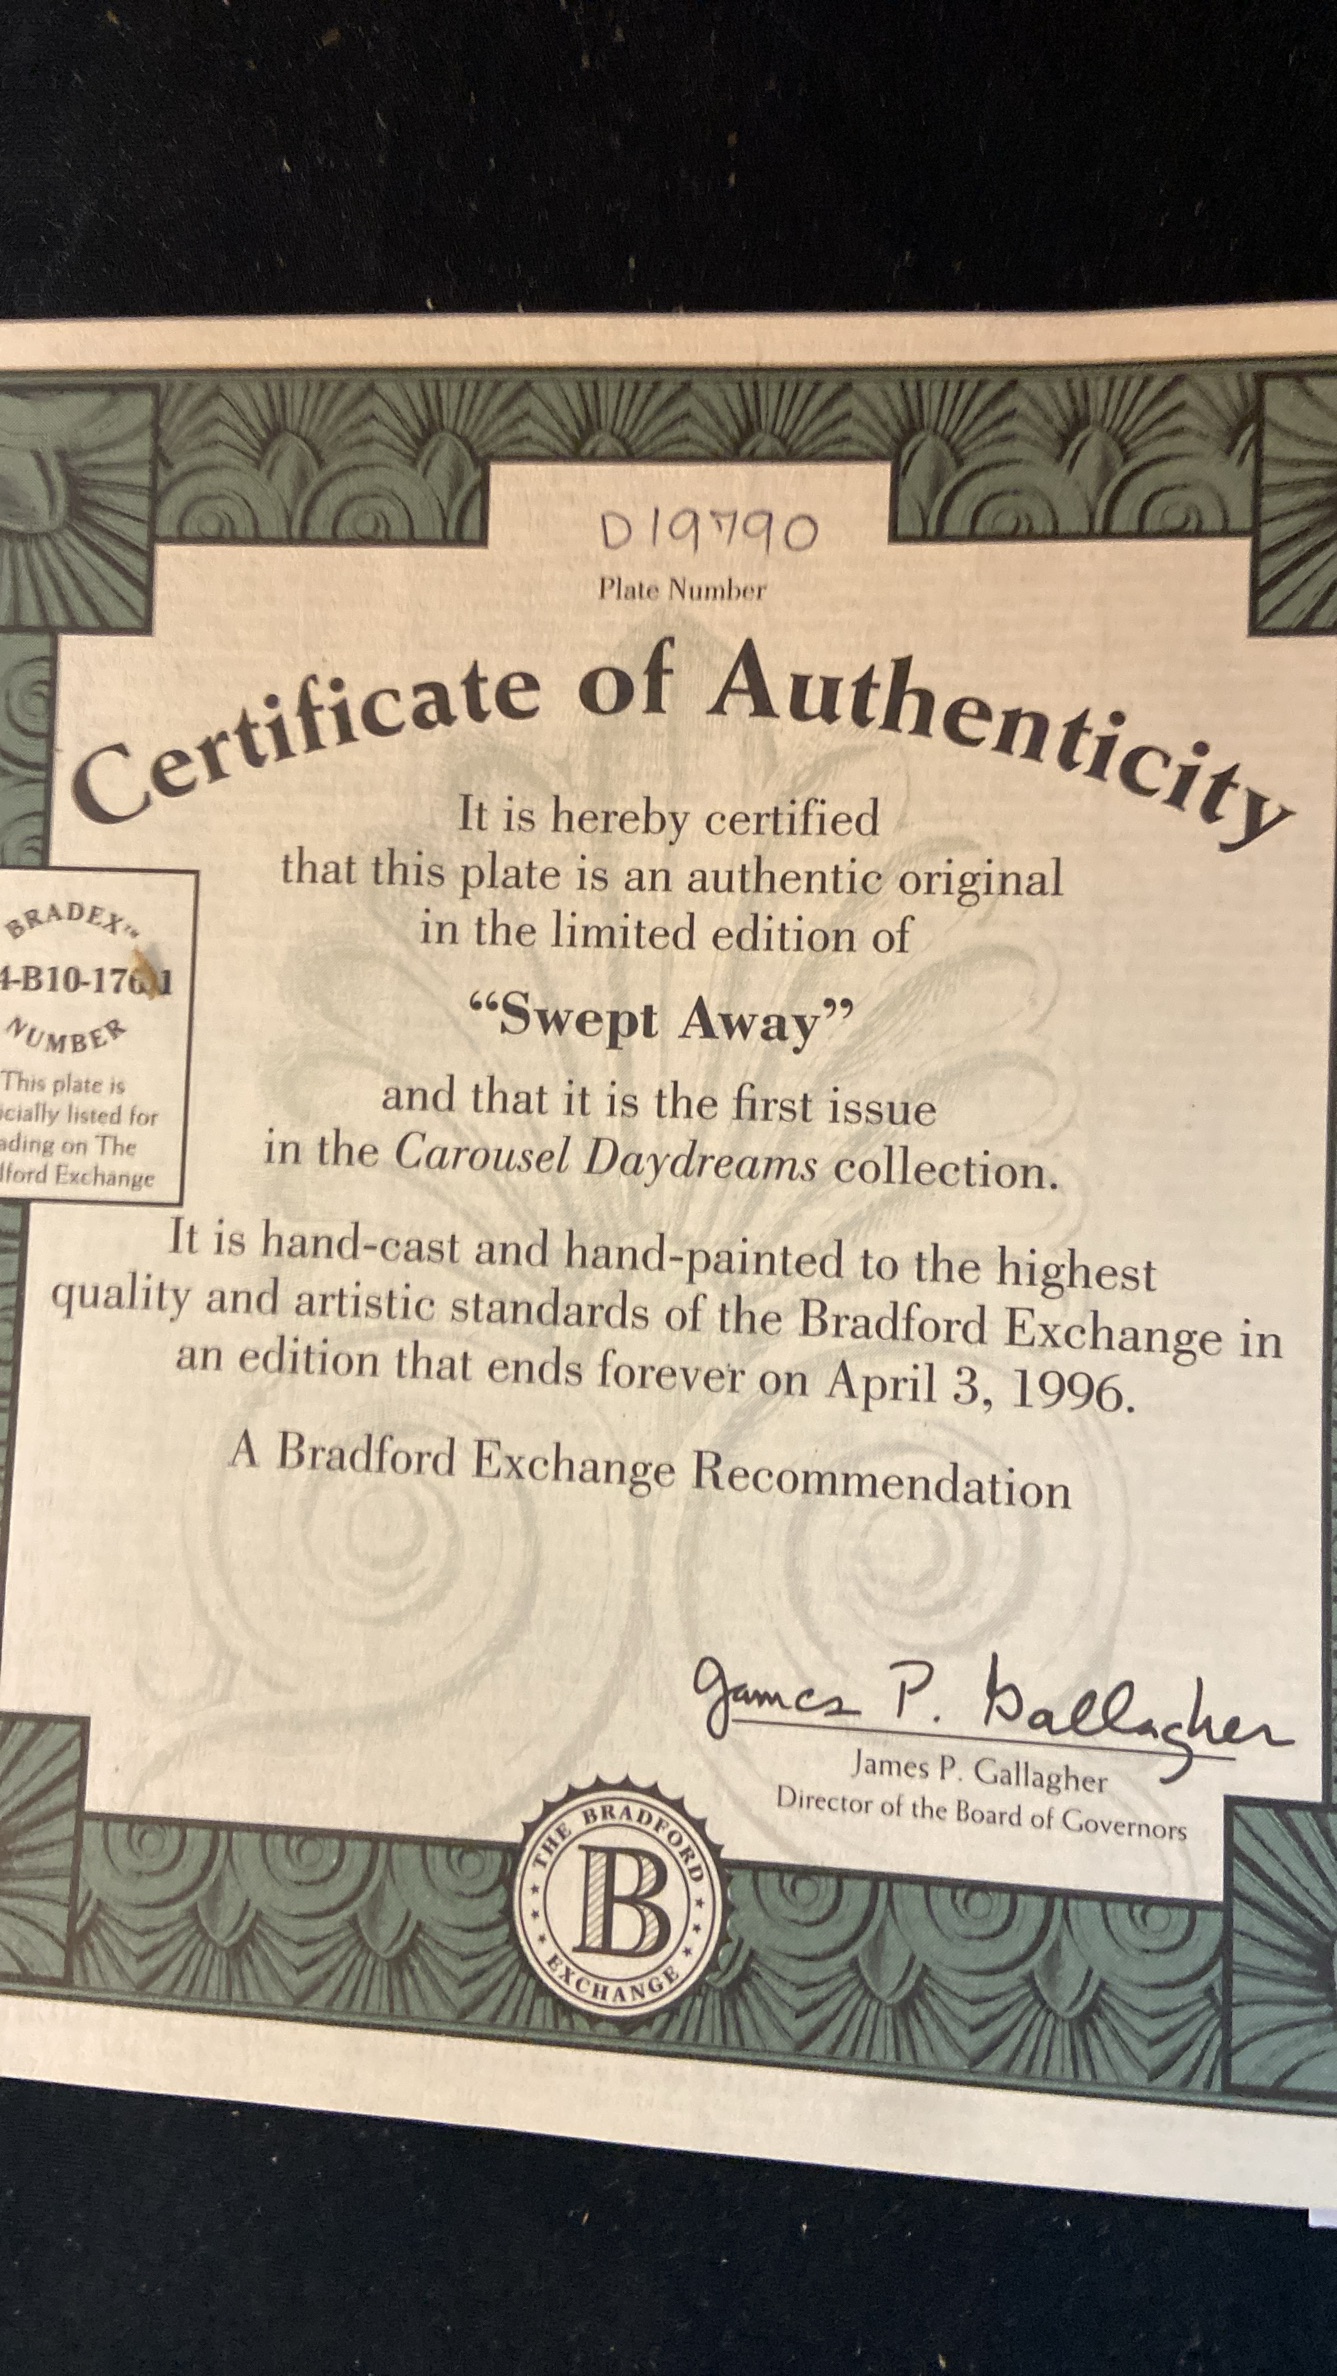 D19790
Plate Number
Certificate of Authenticity
It is hereby certified
that this plate is an authentic original
in the limited edition of
“Swept Away”
and that it is the first issue
in the Carousel Daydreams collection.
It is hand-cast and hand-painted to the highest
quality and artistic standards of the Bradford Exchange in
an edition that ends forever on April 3, 1996.
A Bradford Exchange Recommendation
BRADEX™
NUMBER
This plate is
icially listed for
ading on The
lford Exchange
James P. Gallagher
James P. Gallagher
Director of the Board of Governors
THE BRADFORD
B
EXCHANGE